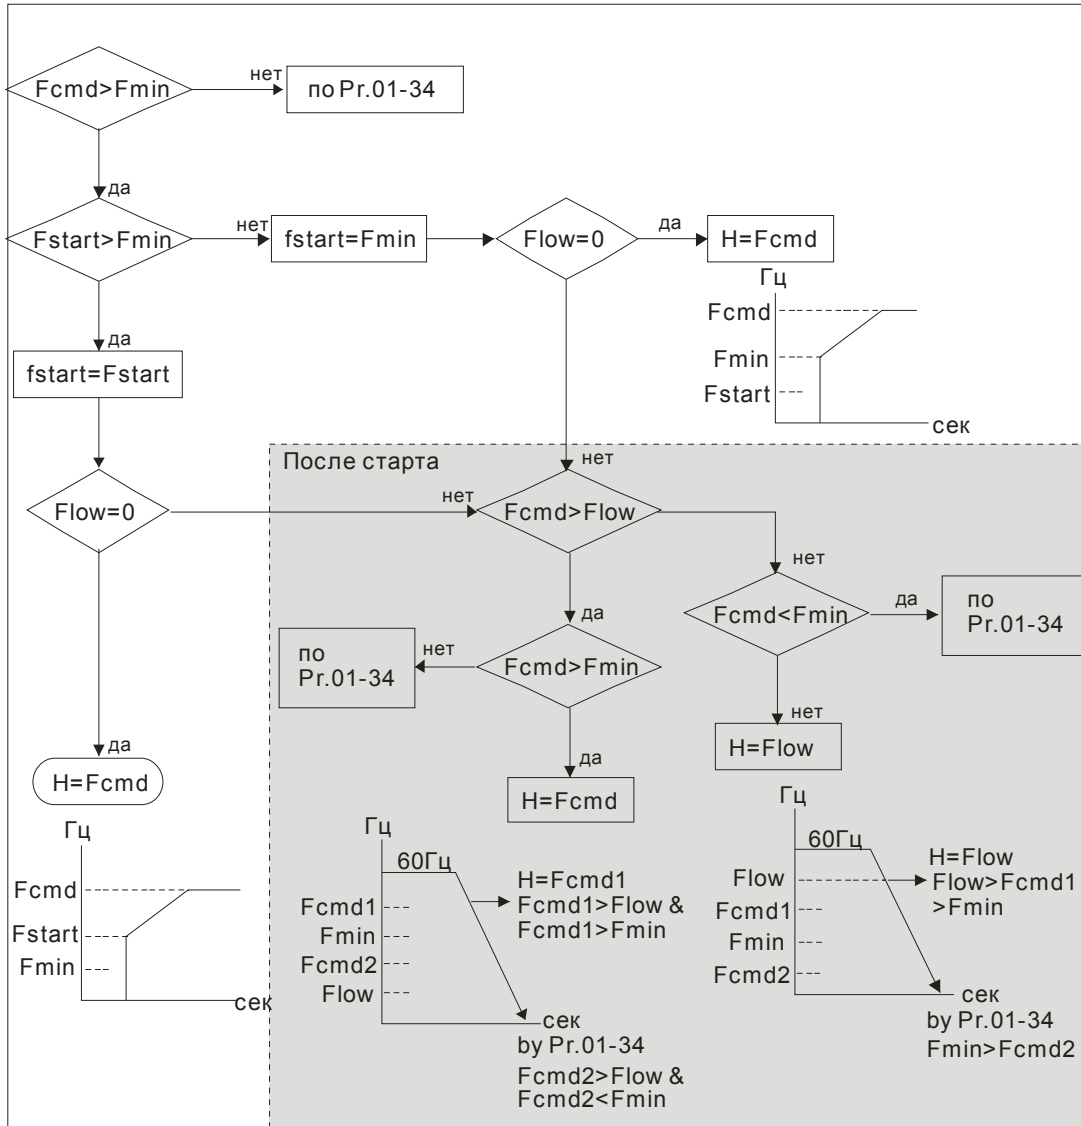 Fcmd>Fmin
нет
по Pr.01-34
да
Fstart>Fmin
нет
fstart=Fmin
Flow=0
да
H=Fcmd
Гц
Fcmd
Fmin
Fstart
сек
да
fstart=Fstart
Flow=0
да
H=Fcmd
Гц
Fcmd
Fstart
Fmin
сек
После старта
нет
нет
Fcmd>Flow
да
нет
Fcmd>Fmin
по
Pr.01-34
да
H=Fcmd
нет
Fcmd<Fmin
да
по
Pr.01-34
нет
H=Flow
Гц
60Гц
Fcmd1
Fmin
Fcmd2
Flow
H=Fcmd1
Fcmd1>Flow &
Fcmd1>Fmin
сек
by Pr.01-34
Fcmd2>Flow &
Fcmd2<Fmin
Гц
60Гц
Flow
Fcmd1
Fmin
Fcmd2
H=Flow
Flow>Fcmd1
>Fmin
сек
by Pr.01-34
Fmin>Fcmd2